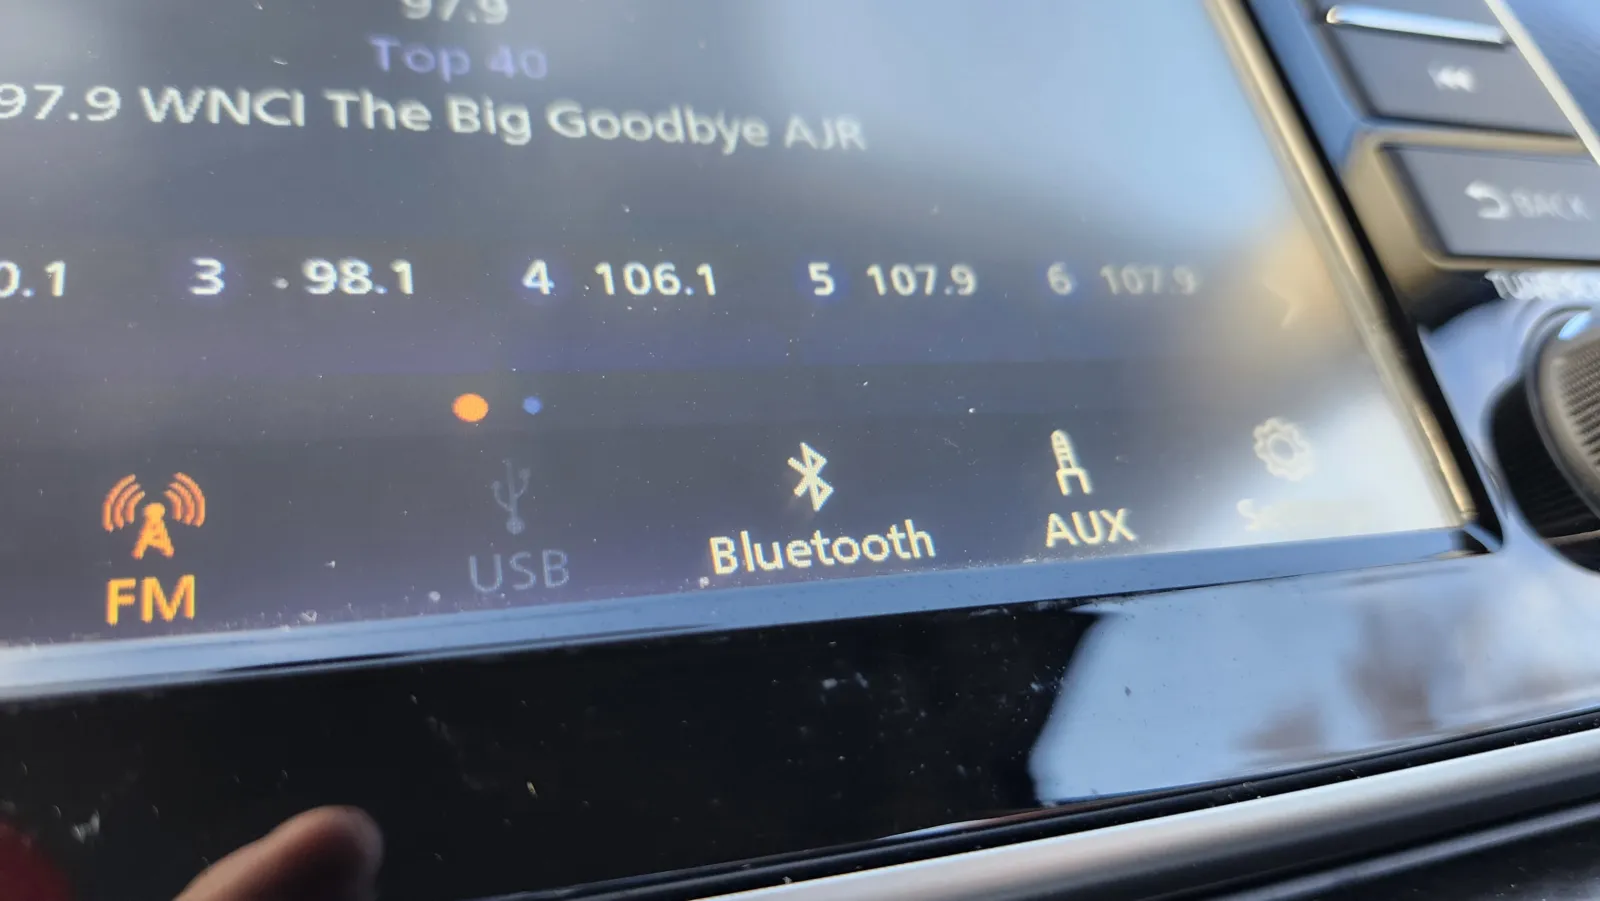 97.9
Top 40
97.9 WNCI The Big Goodbye AJR
0.1 3 98.1 4 106.1 5 107.9 6 107.9
FM USB Bluetooth AUX
BACK